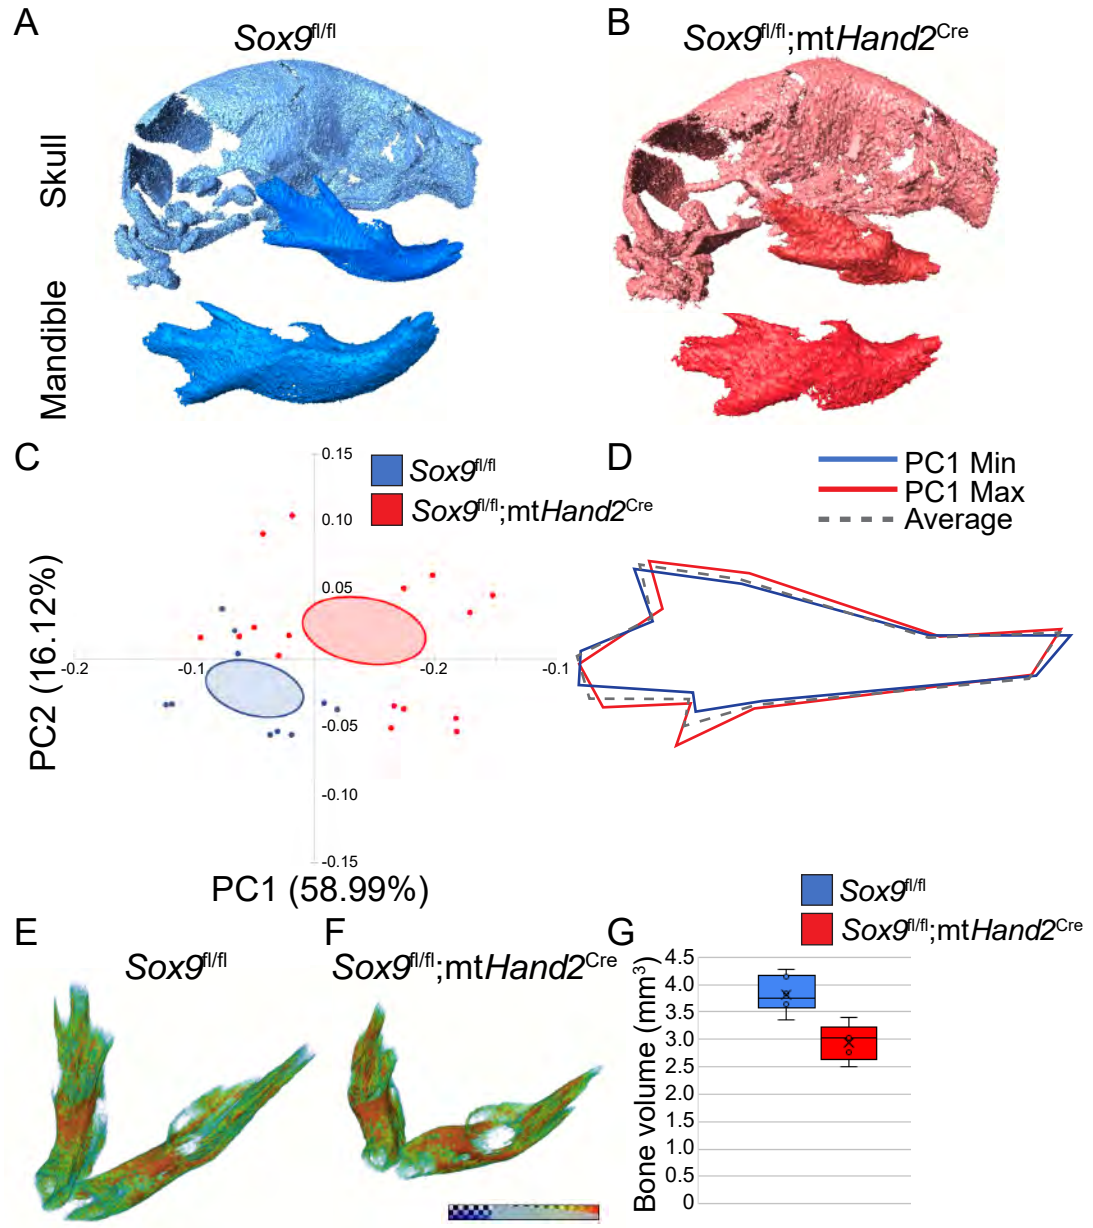 A
Sox9fl/fl
B
Sox9fl/fl;mtHand2Cre
Skull
Mandible
C
0.15
Sox9fl/fl
Sox9fl/fl;mtHand2Cre
0.10
0.05
-0.2
-0.1
-0.2
-0.1
-0.05
-0.10
-0.15
PC2 (16.12%)
PC1 (58.99%)
D
PC1 Min
PC1 Max
Average
E
Sox9fl/fl
F
Sox9fl/fl;mtHand2Cre
G
Sox9fl/fl
Sox9fl/fl;mtHand2Cre
Bone volume (mm3)
4.5
4.0
3.5
3.0
2.5
2.0
1.5
1.0
0.5
0